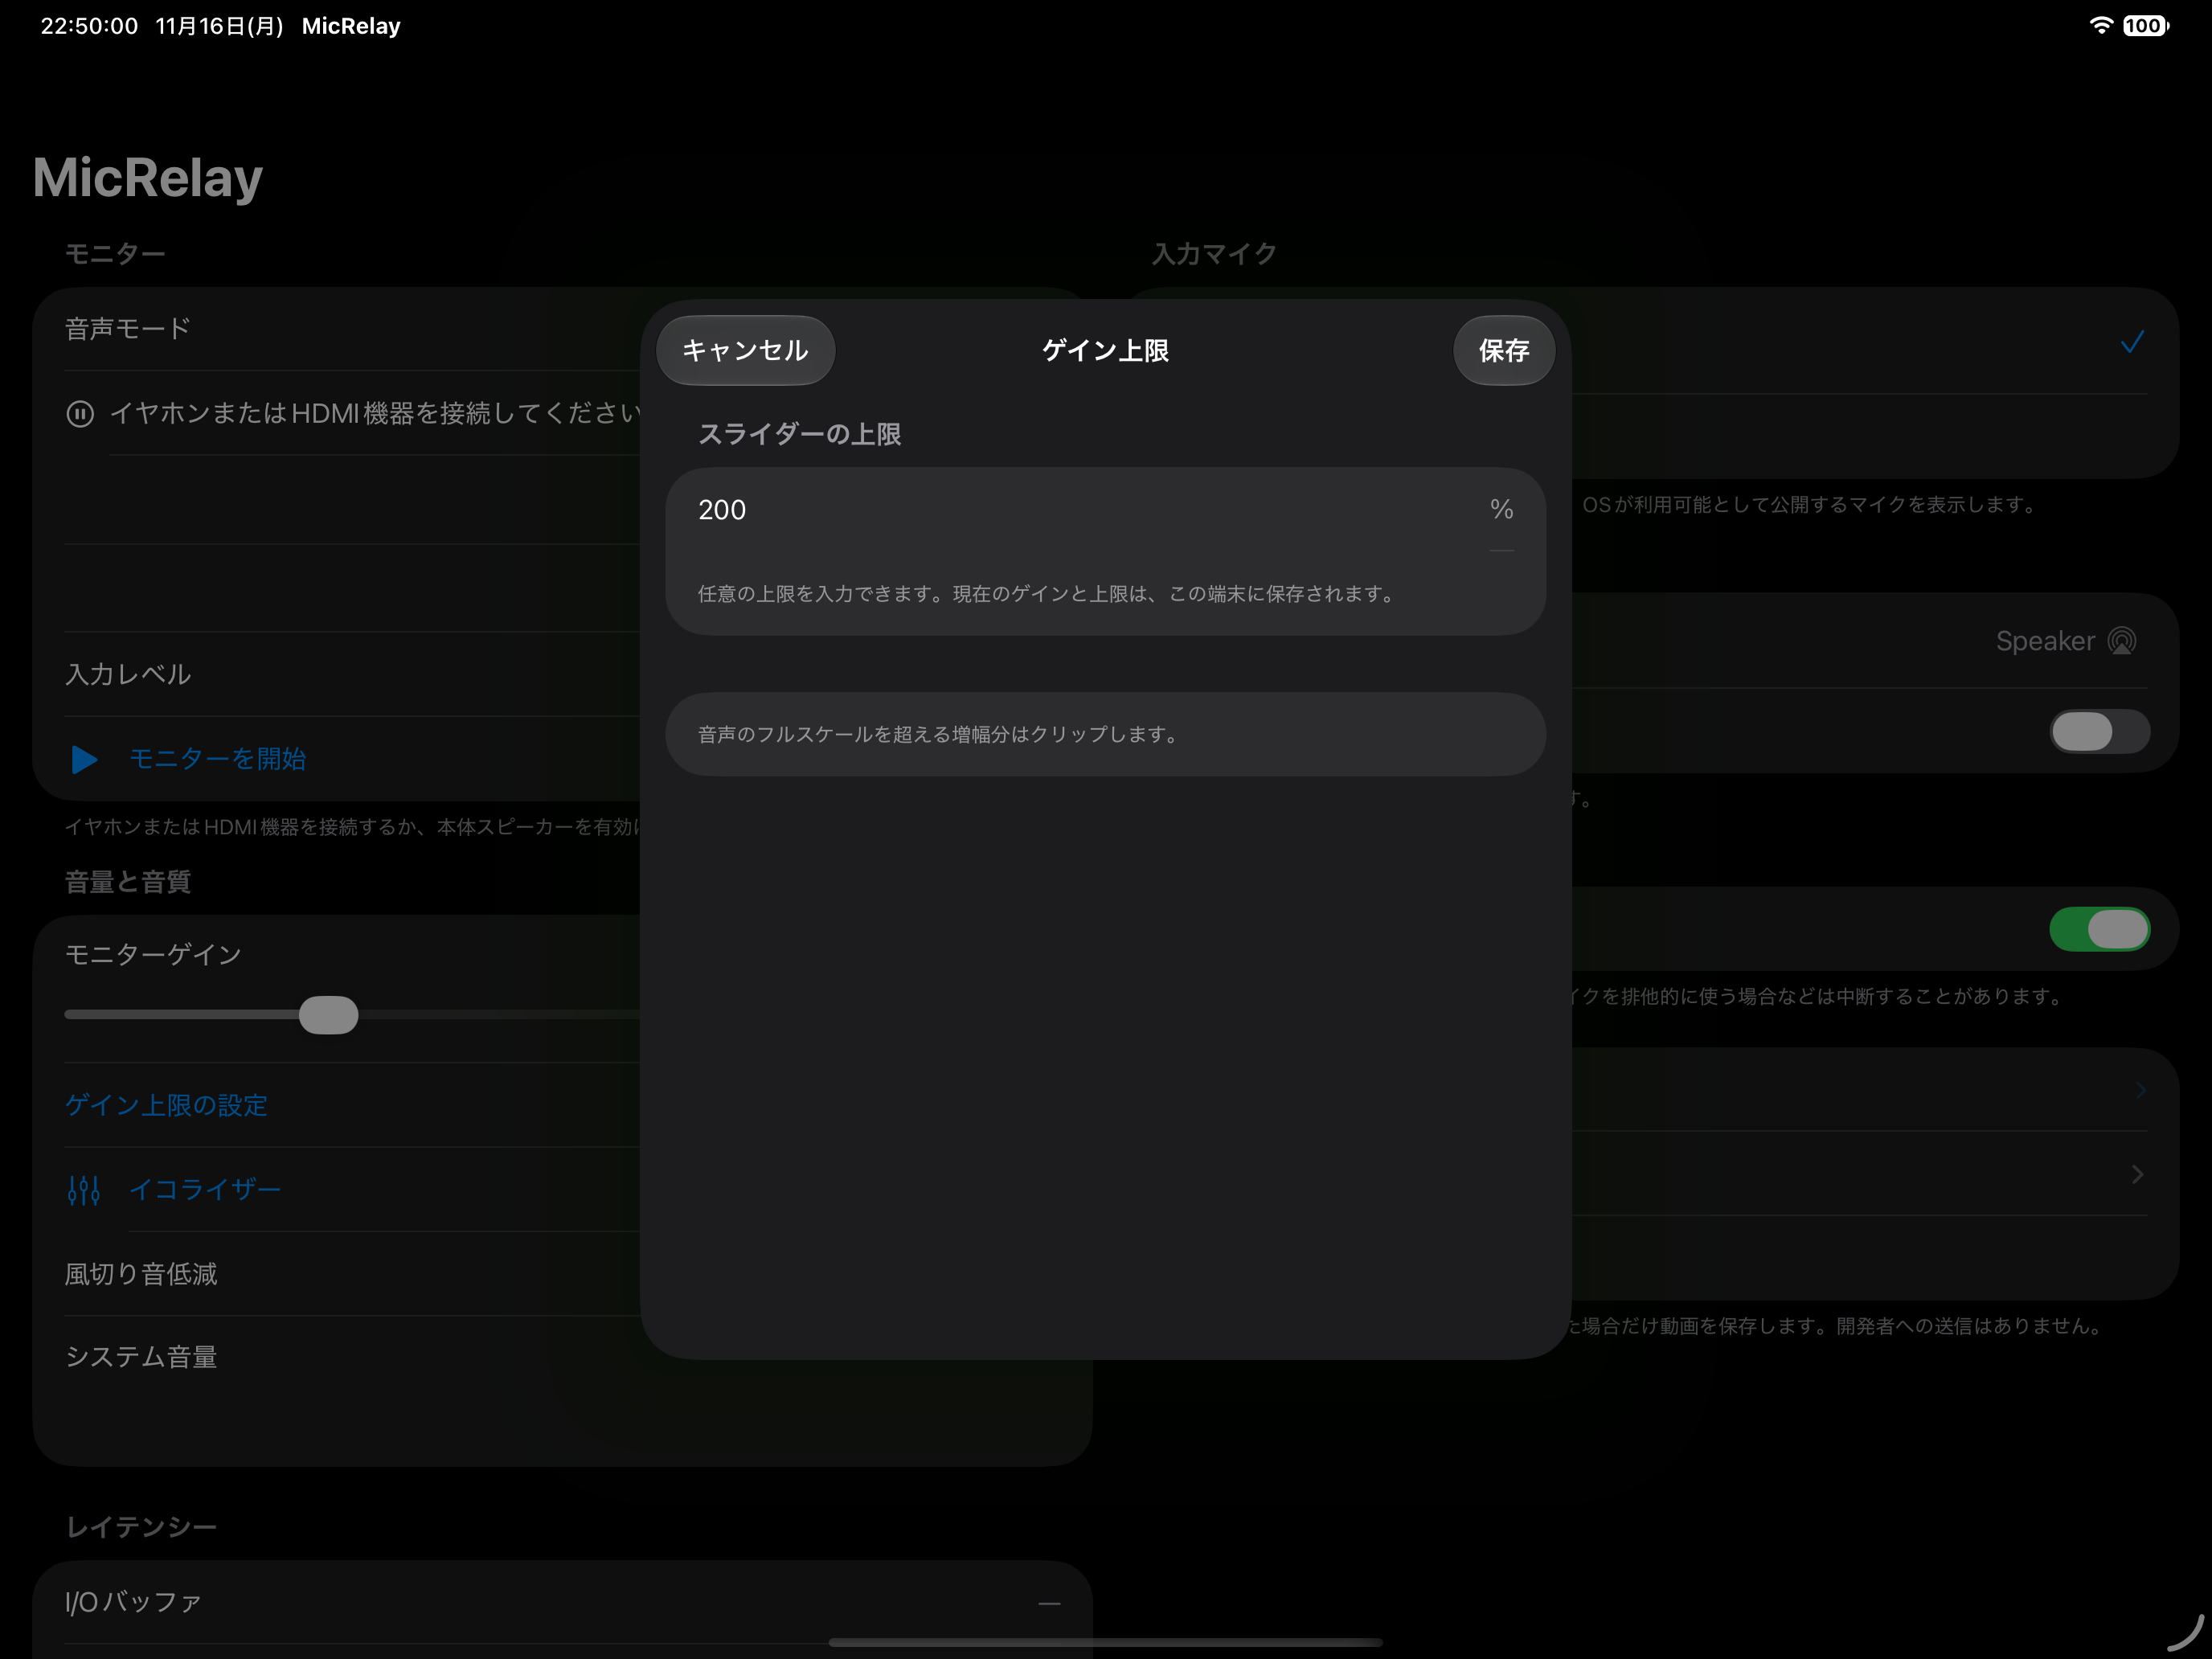 22:50:00 11月16日(月) MicRelay
100
MicRelay
モニター
音声モード
イヤホンまたはHDMI機器を接続してください
入力レベル
モニターを開始
イヤホンまたはHDMI機器を接続するか、本体スピーカーを有効に
音量と音質
モニターゲイン
ゲイン上限の設定
イコライザー
風切り音低減
システム音量
レイテンシー
I/Oバッファ
—
キャンセル
ゲイン上限
保存
スライダーの上限
200
%
任意の上限を入力できます。現在のゲインと上限は、この端末に保存されます。
音声のフルスケールを超える増幅分はクリップします。
入力マイク
OSが利用可能として公開するマイクを表示します。
Speaker
す。
イクを排他的に使う場合などは中断することがあります。
た場合だけ動画を保存します。開発者への送信はありません。